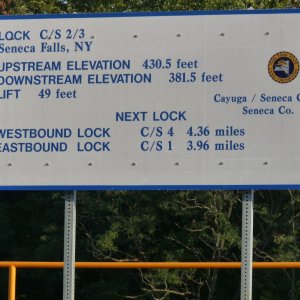 LOCK C/S 2/3
Seneca Falls, NY
UPSTREAM ELEVATION 430.5 feet
DOWNSTREAM ELEVATION 381.5 feet
LIFT 49 feet
Cayuga / Seneca
Seneca Co.
NEXT LOCK
WESTBOUND LOCK C/S 4 4.36 miles
EASTBOUND LOCK C/S 1 3.96 miles